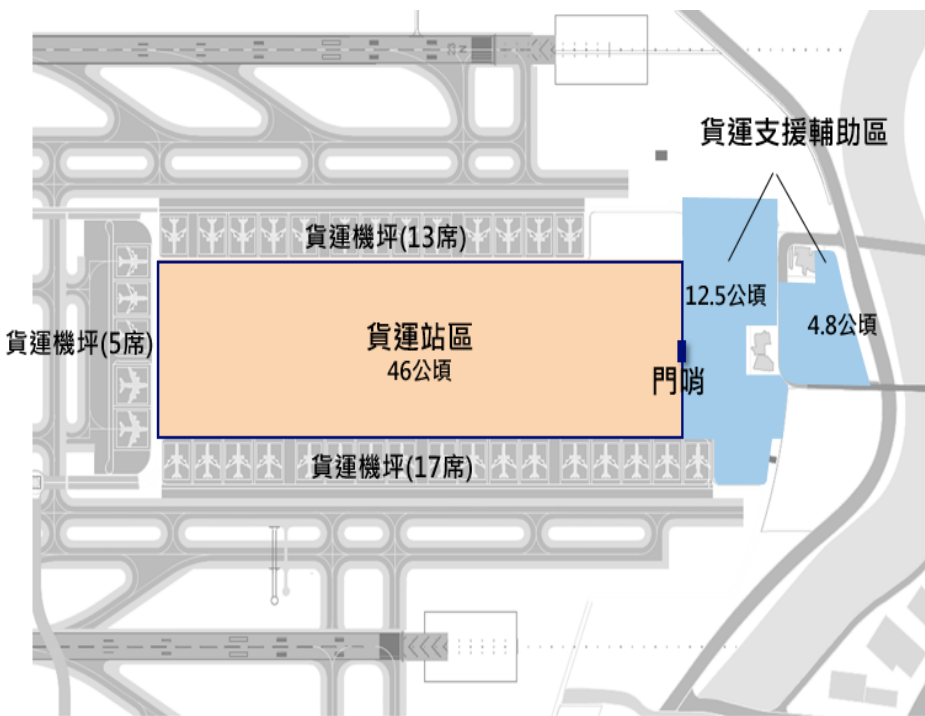 貨運支援輔助區
貨運機坪(13席)
12.5公頃
4.8公頃
貨運機坪(5席)
貨運站區
46公頃
門哨
貨運機坪(17席)
23